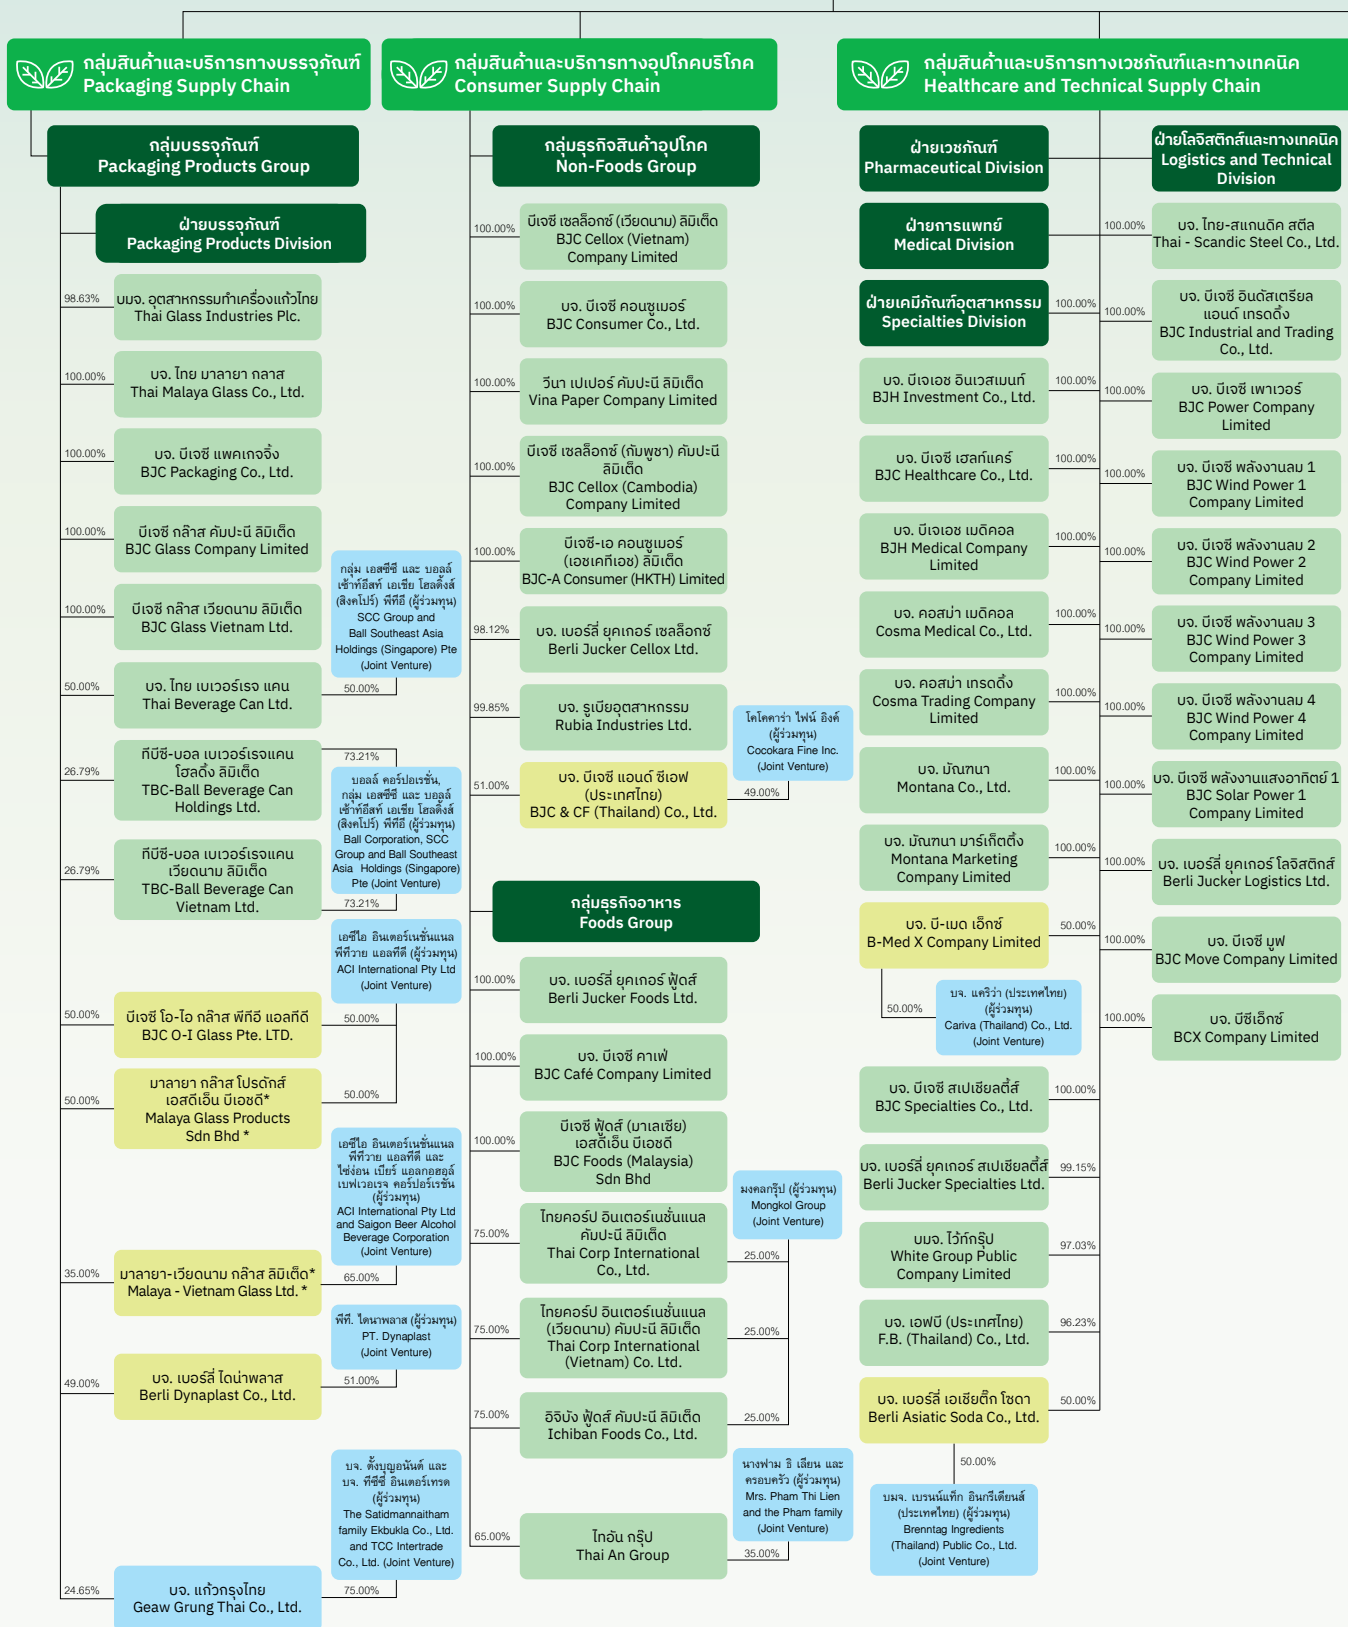 กลุ่มสินค้าและบริการทางบรรจุภัณฑ์
Packaging Supply Chain
กลุ่มบรรจุภัณฑ์
Packaging Products Group
ฝ่ายบรรจุภัณฑ์
Packaging Products Division
98.63%
บมจ. อุตสาหกรรมทำเครื่องแก้วไทย
Thai Glass Industries Plc.
100.00%
บจ. ไทย มาลายา กลาส
Thai Malaya Glass Co., Ltd.
100.00%
บจ. บีเจซี แพคเกจจิ้ง
BJC Packaging Co., Ltd.
100.00%
บีเจซี กล๊าส คัมปะนี ลิมิเต็ด
BJC Glass Company Limited
100.00%
บีเจซี กล๊าส เวียดนาม ลิมิเต็ด
BJC Glass Vietnam Ltd.
กลุ่ม เอสซีซี และ บอลล์
เซ้าท์อีสท์ เอเชีย โฮลดิ้งส์
(สิงคโปร์) พีทีอี (ผู้ร่วมทุน)
SCC Group and
Ball Southeast Asia
Holdings (Singapore) Pte
(Joint Venture)
50.00%
บจ. ไทย เบเวอร์เรจ แคน
Thai Beverage Can Ltd.
50.00%
26.79%
ทีบีซี-บอล เบเวอร์เรจแคน
โฮลดิ้ง ลิมิเต็ด
TBC-Ball Beverage Can
Holdings Ltd.
73.21%
บอลล์ คอร์ปอเรชั่น,
กลุ่ม เอสซีซี และ บอลล์
เซ้าท์อีสท์ เอเชีย โฮลดิ้งส์
(สิงคโปร์) พีทีอี (ผู้ร่วมทุน)
Ball Corporation, SCC
Group and Ball Southeast
Asia Holdings (Singapore)
Pte (Joint Venture)
26.79%
ทีบีซี-บอล เบเวอร์เรจแคน
เวียดนาม ลิมิเต็ด
TBC-Ball Beverage Can
Vietnam Ltd.
73.21%
เอซีไอ อินเตอร์เนชั่นแนล
พีทีวาย แอลทีดี (ผู้ร่วมทุน)
ACI International Pty Ltd
(Joint Venture)
50.00%
บีเจซี โอ-ไอ กล๊าส พีทีอี แอลทีดี
BJC O-I Glass Pte. LTD.
50.00%
50.00%
มาลายา กล๊าส โปรดักส์
เอสดีเอ็น บีเอชดี*
Malaya Glass Products
Sdn Bhd *
50.00%
เอซีไอ อินเตอร์เนชั่นแนล
พีทีวาย แอลทีดี และ
ไซ่ง่อน เบียร์ แอลกอฮอล์
เบฟเวอเรจ คอร์ปอร์เรชั่น
(ผู้ร่วมทุน)
ACI International Pty Ltd
and Saigon Beer Alcohol
Beverage Corporation
(Joint Venture)
35.00%
มาลายา-เวียดนาม กล๊าส ลิมิเต็ด*
Malaya - Vietnam Glass Ltd. *
65.00%
พีที. ไดนาพลาส (ผู้ร่วมทุน)
PT. Dynaplast
(Joint Venture)
49.00%
บจ. เบอร์ลี่ ไดน่าพลาส
Berli Dynaplast Co., Ltd.
51.00%
บจ. ตั้งบุญอนันต์ และ
บจ. ทีซีซี อินเตอร์เทรด
(ผู้ร่วมทุน)
The Satidmannaitham
family Ekbukla Co., Ltd.
and TCC Intertrade
Co., Ltd. (Joint Venture)
24.65%
บจ. แก้วกรุงไทย
Geaw Grung Thai Co., Ltd.
75.00%
กลุ่มสินค้าและบริการทางอุปโภคบริโภค
Consumer Supply Chain
กลุ่มธุรกิจสินค้าอุปโภค
Non-Foods Group
100.00%
บีเจซี เซลล็อกซ์ (เวียดนาม) ลิมิเต็ด
BJC Cellox (Vietnam)
Company Limited
100.00%
บจ. บีเจซี คอนซูเมอร์
BJC Consumer Co., Ltd.
100.00%
วีนา เปเปอร์ คัมปะนี ลิมิเต็ด
Vina Paper Company Limited
100.00%
บีเจซี เซลล็อกซ์ (กัมพูชา) คัมปะนี
ลิมิเต็ด
BJC Cellox (Cambodia)
Company Limited
100.00%
บีเจซี-เอ คอนซูเมอร์
(เอชเคทีเอช) ลิมิเต็ด
BJC-A Consumer (HKTH) Limited
98.12%
บจ. เบอร์ลี่ ยุคเกอร์ เซลล็อกซ์
Berli Jucker Cellox Ltd.
99.85%
บจ. รูเบียอุตสาหกรรม
Rubia Industries Ltd.
โคโคคาร่า ไฟน์ อิงค์
(ผู้ร่วมทุน)
Cocokara Fine Inc.
(Joint Venture)
51.00%
บจ. บีเจซี แอนด์ ซีเอฟ
(ประเทศไทย)
BJC & CF (Thailand) Co., Ltd.
49.00%
กลุ่มธุรกิจอาหาร
Foods Group
100.00%
บจ. เบอร์ลี่ ยุคเกอร์ ฟู้ดส์
Berli Jucker Foods Ltd.
100.00%
บจ. บีเจซี คาเฟ่
BJC Café Company Limited
100.00%
บีเจซี ฟู้ดส์ (มาเลเซีย)
เอสดีเอ็น บีเอชดี
BJC Foods (Malaysia)
Sdn Bhd
มงคลกรุ๊ป (ผู้ร่วมทุน)
Mongkol Group
(Joint Venture)
75.00%
ไทยคอร์ป อินเตอร์เนชั่นแนล
คัมปะนี ลิมิเต็ด
Thai Corp International
Co., Ltd.
25.00%
75.00%
ไทยคอร์ป อินเตอร์เนชั่นแนล
(เวียดนาม) คัมปะนี ลิมิเต็ด
Thai Corp International
(Vietnam) Co. Ltd.
25.00%
75.00%
อิจิบัง ฟู้ดส์ คัมปะนี ลิมิเต็ด
Ichiban Foods Co., Ltd.
25.00%
นางฟาม ธิ เลียน และ
ครอบครัว (ผู้ร่วมทุน)
Mrs. Pham Thi Lien
and the Pham family
(Joint Venture)
65.00%
ไทอัน กรุ๊ป
Thai An Group
35.00%
กลุ่มสินค้าและบริการทางเวชภัณฑ์และทางเทคนิค
Healthcare and Technical Supply Chain
ฝ่ายเวชภัณฑ์
Pharmaceutical Division
ฝ่ายการแพทย์
Medical Division
ฝ่ายเคมีภัณฑ์อุตสาหกรรม
Specialties Division
100.00%
บจ. บีเจเอช อินเวสเมนท์
BJH Investment Co., Ltd.
100.00%
บจ. บีเจซี เฮลท์แคร์
BJC Healthcare Co., Ltd.
100.00%
บจ. บีเจเอช เมดิคอล
BJH Medical Company
Limited
100.00%
บจ. คอสม่า เมดิคอล
Cosma Medical Co., Ltd.
100.00%
บจ. คอสม่า เทรดดิ้ง
Cosma Trading Company
Limited
100.00%
บจ. มัณฑนา
Montana Co., Ltd.
100.00%
บจ. มัณฑนา มาร์เก็ตติ้ง
Montana Marketing
Company Limited
100.00%
บจ. บี-เมด เอ็กซ์
B-Med X Company Limited
50.00%
50.00%
บจ. แคริว่า (ประเทศไทย)
(ผู้ร่วมทุน)
Cariva (Thailand) Co., Ltd.
(Joint Venture)
บจ. บีเจซี สเปเชียลตี้ส์
BJC Specialties Co., Ltd.
100.00%
บจ. เบอร์ลี่ ยุคเกอร์ สเปเชียลตี้ส์
Berli Jucker Specialties Ltd.
99.15%
บมจ. ไว้ท์กรุ๊ป
White Group Public
Company Limited
97.03%
บจ. เอฟบี (ประเทศไทย)
F.B. (Thailand) Co., Ltd.
96.23%
บจ. เบอร์ลี่ เอเชียติ๊ก โซดา
Berli Asiatic Soda Co., Ltd.
50.00%
50.00%
บมจ. เบรนน์แท็ก อินกรีเดียนส์
(ประเทศไทย) (ผู้ร่วมทุน)
Brenntag Ingredients
(Thailand) Public Co., Ltd.
(Joint Venture)
ฝ่ายโลจิสติกส์และทางเทคนิค
Logistics and Technical
Division
100.00%
บจ. ไทย-สแกนดิค สตีล
Thai - Scandic Steel Co., Ltd.
100.00%
บจ. บีเจซี อินดัสเตรียล
แอนด์ เทรดดิ้ง
BJC Industrial and Trading
Co., Ltd.
100.00%
บจ. บีเจซี เพาเวอร์
BJC Power Company
Limited
100.00%
บจ. บีเจซี พลังงานลม 1
BJC Wind Power 1
Company Limited
100.00%
บจ. บีเจซี พลังงานลม 2
BJC Wind Power 2
Company Limited
100.00%
บจ. บีเจซี พลังงานลม 3
BJC Wind Power 3
Company Limited
100.00%
บจ. บีเจซี พลังงานลม 4
BJC Wind Power 4
Company Limited
100.00%
บจ. บีเจซี พลังงานแสงอาทิตย์ 1
BJC Solar Power 1
Company Limited
100.00%
บจ. เบอร์ลี่ ยุคเกอร์ โลจิสติกส์
Berli Jucker Logistics Ltd.
100.00%
บจ. บีเจซี มูฟ
BJC Move Company Limited
100.00%
บจ. บีซีเอ็กซ์
BCX Company Limited